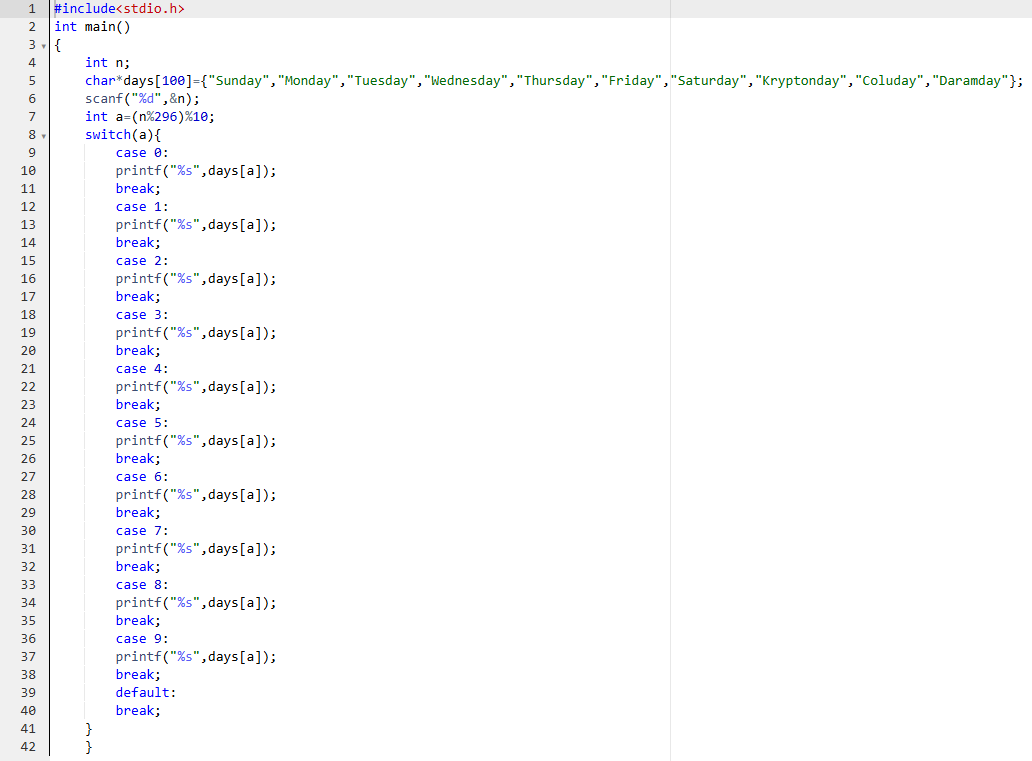 1 #include<stdio.h>
2 int main()
3 {
4 int n;
5 char*days[100]={"Sunday","Monday","Tuesday","Wednesday","Thursday","Friday","Saturday","Kryptonday","Coluday","Daramday"};
6 scanf("%d",&n);
7 int a=(n%296)%10;
8 switch(a){
9 case 0:
10 printf("%s",days[a]);
11 break;
12 case 1:
13 printf("%s",days[a]);
14 break;
15 case 2:
16 printf("%s",days[a]);
17 break;
18 case 3:
19 printf("%s",days[a]);
20 break;
21 case 4:
22 printf("%s",days[a]);
23 break;
24 case 5:
25 printf("%s",days[a]);
26 break;
27 case 6:
28 printf("%s",days[a]);
29 break;
30 case 7:
31 printf("%s",days[a]);
32 break;
33 case 8:
34 printf("%s",days[a]);
35 break;
36 case 9:
37 printf("%s",days[a]);
38 break;
39 default:
40 break;
41 }
42 }